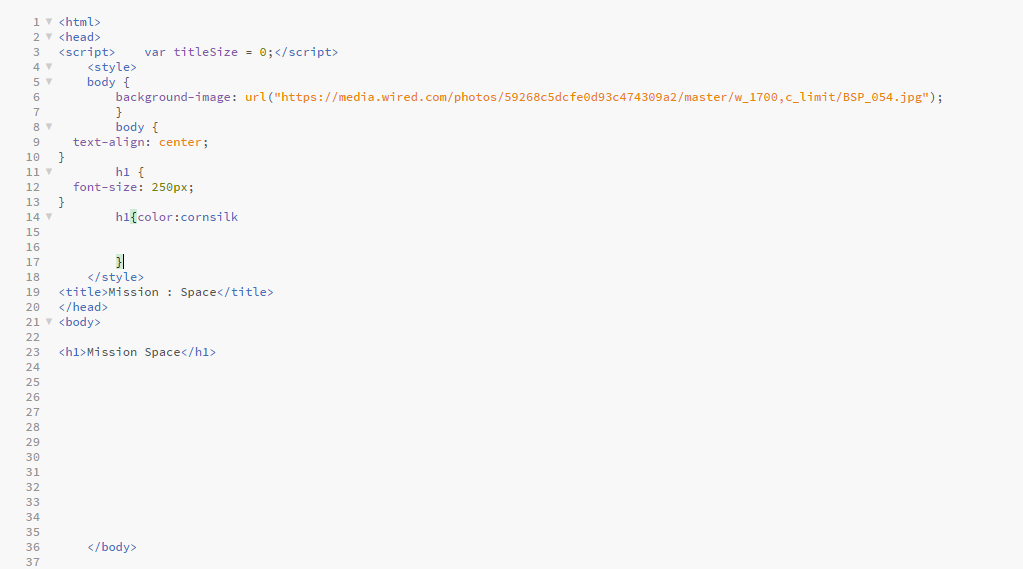 1 <html>
2 <head>
3 <script>    var titleSize = 0;</script>
4     <style>
5     body {
6         background-image: url("https://media.wired.com/photos/59268c5dcfe0d93c474309a2/master/w_1700,c_limit/BSP_054.jpg");
7         }
8         body {
9   text-align: center;
10 }
11         h1 {
12   font-size: 250px;
13 }
14         h1{color:cornsilk
15
16
17         }
18     </style>
19 <title>Mission : Space</title>
20 </head>
21 <body>
22
23 <h1>Mission Space</h1>
24
25
26
27
28
29
30
31
32
33
34
35
36     </body>
37